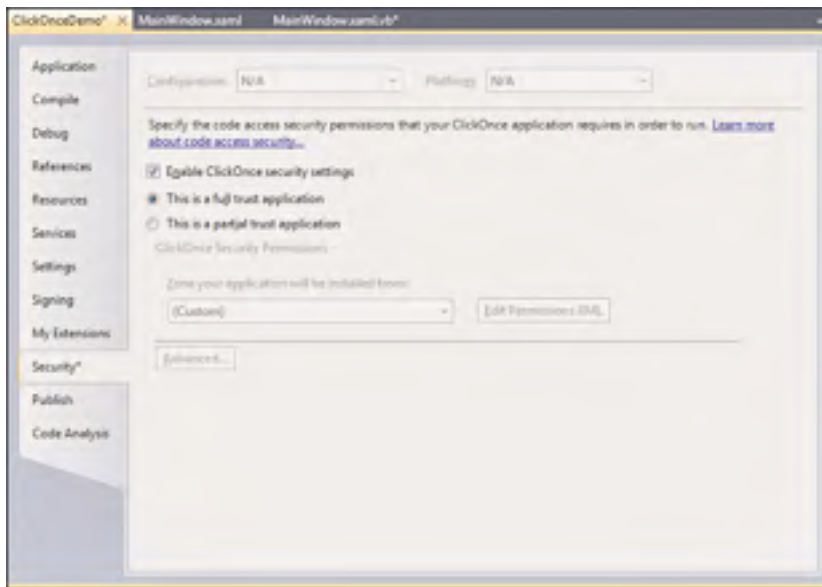 ClickOnceDemo* X MainWindow.xaml MainWindow.xaml.vb*
Application
Compile
Debug
References
Resources
Services
Settings
Signing
My Extensions
Security*
Publish
Code Analysis
Configuration: N/A Platform: N/A
Specify the code access security permissions that your ClickOnce application requires in order to run. Learn more
about code access security...
Enable ClickOnce security settings
This is a full trust application
This is a partial trust application
ClickOnce Security Permissions
Zone your application will be installed from:
(Custom) Edit Permissions XML
Advanced...